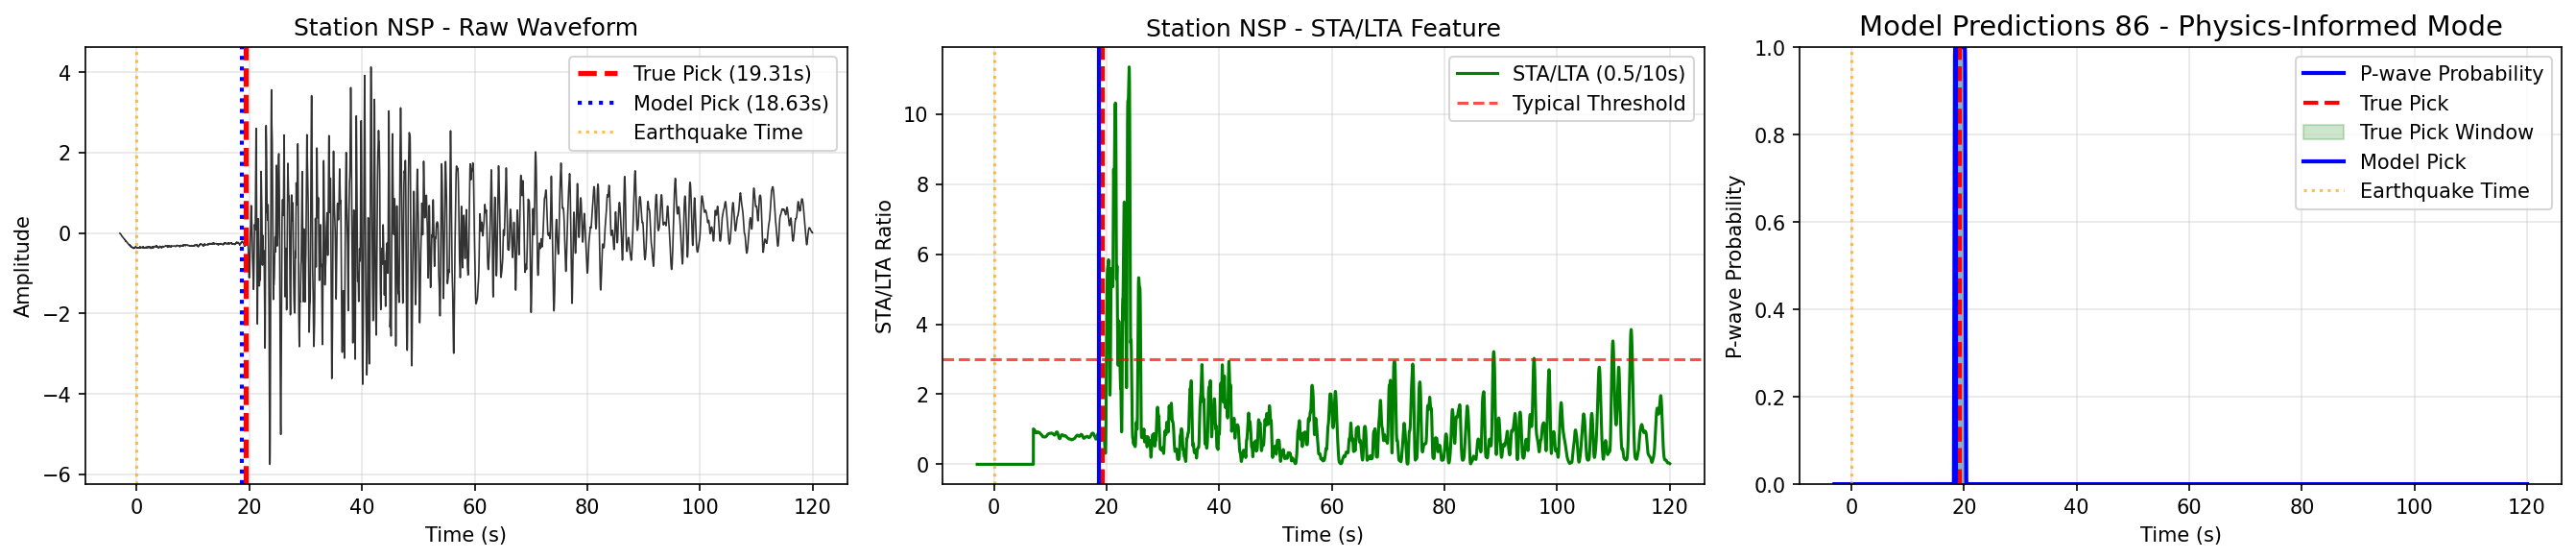 Station NSP - Raw Waveform
True Pick (19.31s)
Model Pick (18.63s)
Earthquake Time
Amplitude
4
2
0
−2
−4
−6
0
20
40
60
80
100
120
Time (s)
Station NSP - STA/LTA Feature
STA/LTA (0.5/10s)
Typical Threshold
STA/LTA Ratio
10
8
6
4
2
0
0
20
40
60
80
100
120
Time (s)
Model Predictions 86 - Physics-Informed Mode
P-wave Probability
True Pick
True Pick Window
Model Pick
Earthquake Time
P-wave Probability
1.0
0.8
0.6
0.4
0.2
0.0
0
20
40
60
80
100
120
Time (s)